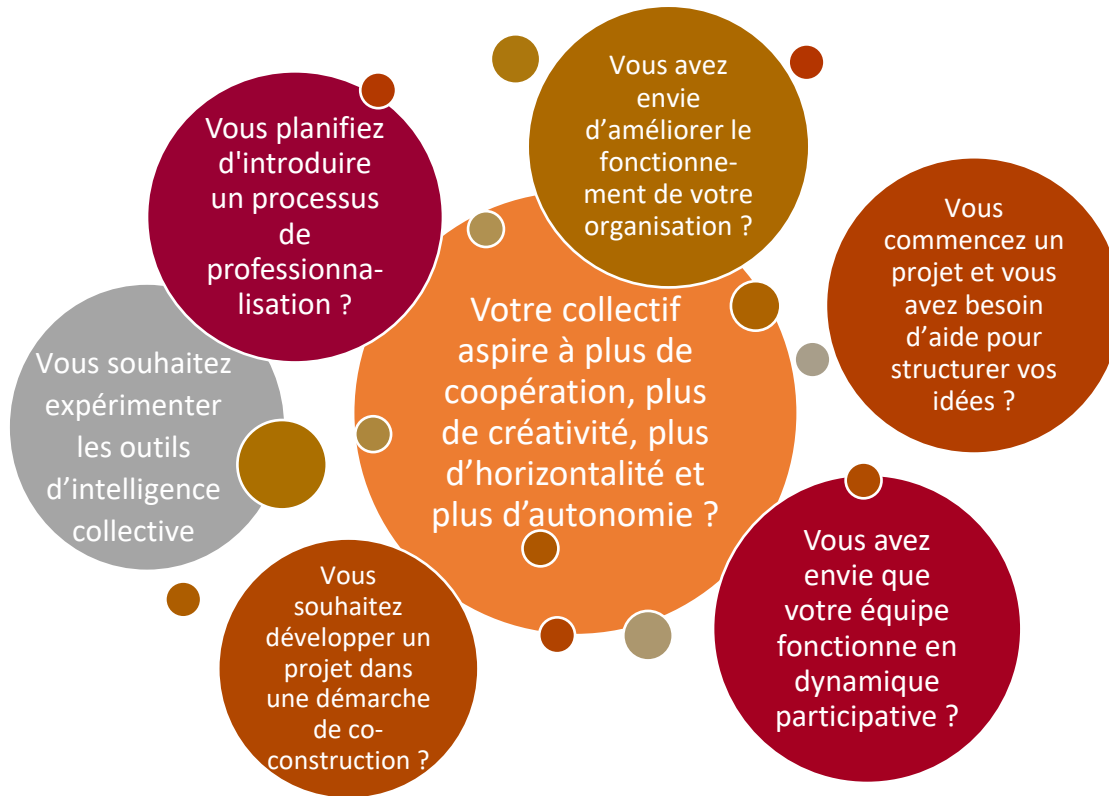 Vous avez
envie
d’améliorer le
fonctionne-
ment de votre
organisation ?
Vous planifiez
d'introduire
un processus
de
professionna-
lisation ?
Vous
commencez un
projet et vous
avez besoin
d’aide pour
structurer vos
idées ?
Votre collectif
aspire à plus de
coopération, plus
de créativité, plus
d’horizontalité et
plus d’autonomie ?
Vous souhaitez
expérimenter
les outils
d’intelligence
collective
Vous avez
envie que
votre équipe
fonctionne en
dynamique
participative ?
Vous
souhaitez
développer un
projet dans
une démarche
de co-
construction ?